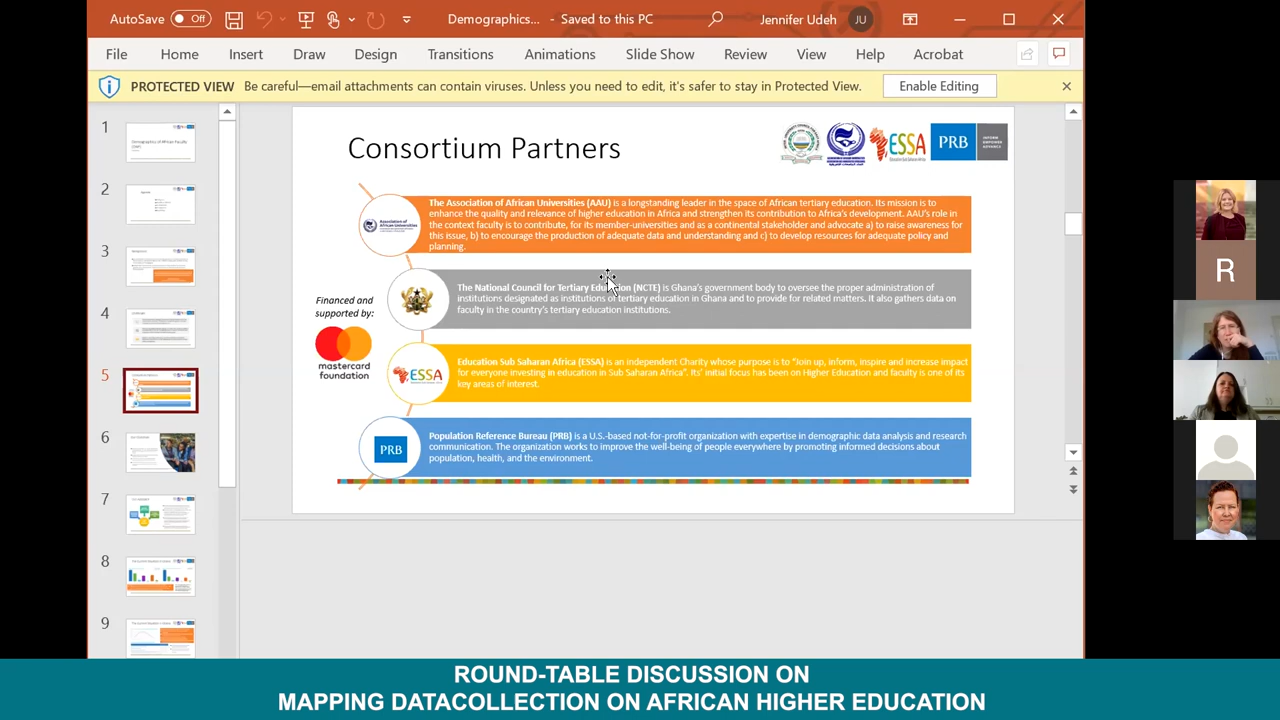 AutoSave Off Demographics... - Saved to this PC Jennifer Udeh JU
File Home Insert Draw Design Transitions Animations Slide Show Review View Help Acrobat
PROTECTED VIEW Be careful—email attachments can contain viruses. Unless you need to edit, it's safer to stay in Protected View. Enable Editing
1
2
3
4
5
6
7
8
9
Consortium Partners
ESSA
PRB
INFORM
EMPOWER
ADVANCE
Association of
African Universities
The Association of African Universities (AAU) is a longstanding leader in the space of African tertiary education. Its mission is to
enhance the quality and relevance of higher education in Africa and strengthen its contribution to Africa's development. AAU's role in
the context faculty is to contribute, for its member-universities and as a continental stakeholder and advocate a) to raise awareness for
this issue, b) to encourage the production of adequate data and understanding and c) to develop resources for adequate policy and
planning.
The National Council for Tertiary Education (NCTE) is Ghana's government body to oversee the proper administration of
institutions designated as institutions of tertiary education in Ghana and to provide for related matters. It also gathers data on
faculty in the country's tertiary education institutions.
Financed and
supported by:
mastercard
foundation
ESSA
Education Sub Saharan Africa (ESSA) is an independent Charity whose purpose is to "Join up, inform, inspire and increase impact
for everyone investing in education in Sub Saharan Africa". Its' initial focus has been on Higher Education and faculty is one of its
key areas of interest.
PRB
Population Reference Bureau (PRB) is a U.S.-based not-for-profit organization with expertise in demographic data analysis and research
communication. The organization works to improve the well-being of people everywhere by promoting informed decisions about
population, health, and the environment.
R
ROUND-TABLE DISCUSSION ON
MAPPING DATACOLLECTION ON AFRICAN HIGHER EDUCATION